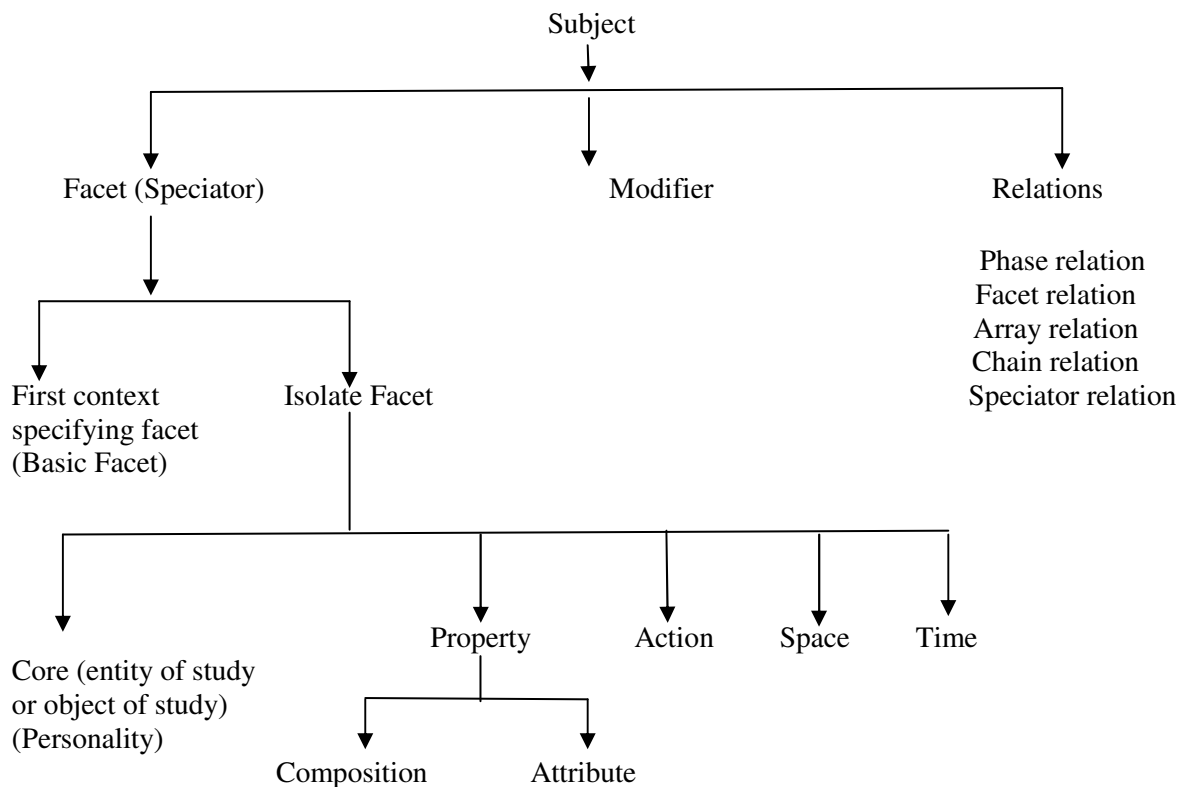 Subject
Facet (Speciator)
Modifier
Relations
Phase relation
Facet relation
Array relation
Chain relation
Speciator relation
First context
specifying facet
(Basic Facet)
Isolate Facet
Core (entity of study
or object of study)
(Personality)
Property
Action
Space
Time
Composition
Attribute